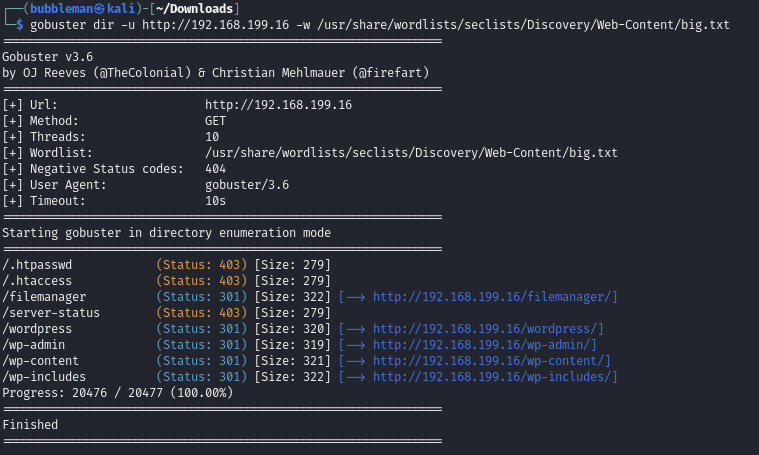 ┌──(bubbleman㉿kali)-[~/Downloads]
└─$ gobuster dir -u http://192.168.199.16 -w /usr/share/wordlists/seclists/Discovery/Web-Content/big.txt
===============================================================
Gobuster v3.6
by OJ Reeves (@TheColonial) & Christian Mehlmauer (@firefart)
===============================================================
[+] Url:                     http://192.168.199.16
[+] Method:                  GET
[+] Threads:                 10
[+] Wordlist:                /usr/share/wordlists/seclists/Discovery/Web-Content/big.txt
[+] Negative Status codes:   404
[+] User Agent:              gobuster/3.6
[+] Timeout:                 10s
===============================================================
Starting gobuster in directory enumeration mode
===============================================================
/.htpasswd            (Status: 403) [Size: 279]
/.htaccess            (Status: 403) [Size: 279]
/filemanager          (Status: 301) [Size: 322] [--> http://192.168.199.16/filemanager/]
/server-status        (Status: 403) [Size: 279]
/wordpress            (Status: 301) [Size: 320] [--> http://192.168.199.16/wordpress/]
/wp-admin             (Status: 301) [Size: 319] [--> http://192.168.199.16/wp-admin/]
/wp-content           (Status: 301) [Size: 321] [--> http://192.168.199.16/wp-content/]
/wp-includes          (Status: 301) [Size: 322] [--> http://192.168.199.16/wp-includes/]
Progress: 20476 / 20477 (100.00%)
===============================================================
Finished
===============================================================